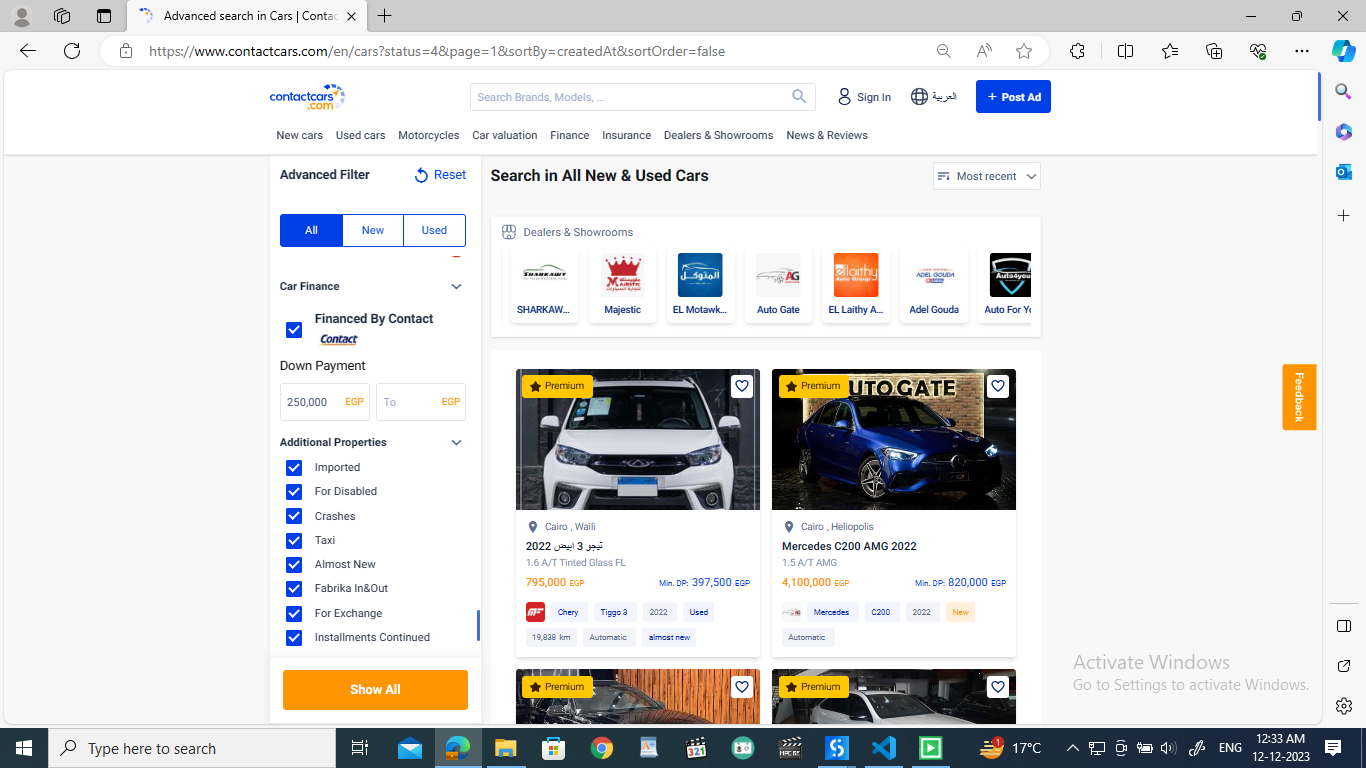 Advanced search in Cars | Contac
https://www.contactcars.com/en/cars?status=4&page=1&sortBy=createdAt&sortOrder=false
contactcars.com
Search Brands, Models, ...
Sign In
العربية
+ Post Ad
New cars Used cars Motorcycles Car valuation Finance Insurance Dealers & Showrooms News & Reviews
Advanced Filter
Reset
All New Used
Car Finance
Financed By Contact
Contact
Down Payment
250,000 EGP To EGP
Additional Properties
Imported
For Disabled
Crashes
Taxi
Almost New
Fabrika In&Out
For Exchange
Installments Continued
Show All
Search in All New & Used Cars
Most recent
Dealers & Showrooms
SHARKAWY
MAJESTIC
المتوكل
AG
Ellaithy
Auto Group
ADEL GOUDA
Auto4you
SHARKAW... Majestic EL Motawk... Auto Gate EL Laithy A... Adel Gouda Auto For Yo
Premium
Cairo , Waili
تيجو 3 ابيض 2022
1.6 A/T Tinted Glass FL
795,000 EGP Min. DP: 397,500 EGP
Chery Tiggo 3 2022 Used
19,838 km Automatic almost new
Premium
AUTO GATE
Cairo , Heliopolis
Mercedes C200 AMG 2022
1.5 A/T AMG
4,100,000 EGP Min. DP: 820,000 EGP
Mercedes C200 2022 New
Automatic
Premium
Premium
Feedback
Activate Windows
Go to Settings to activate Windows.
Type here to search
321
1
17°C
ENG
12:33 AM
12-12-2023